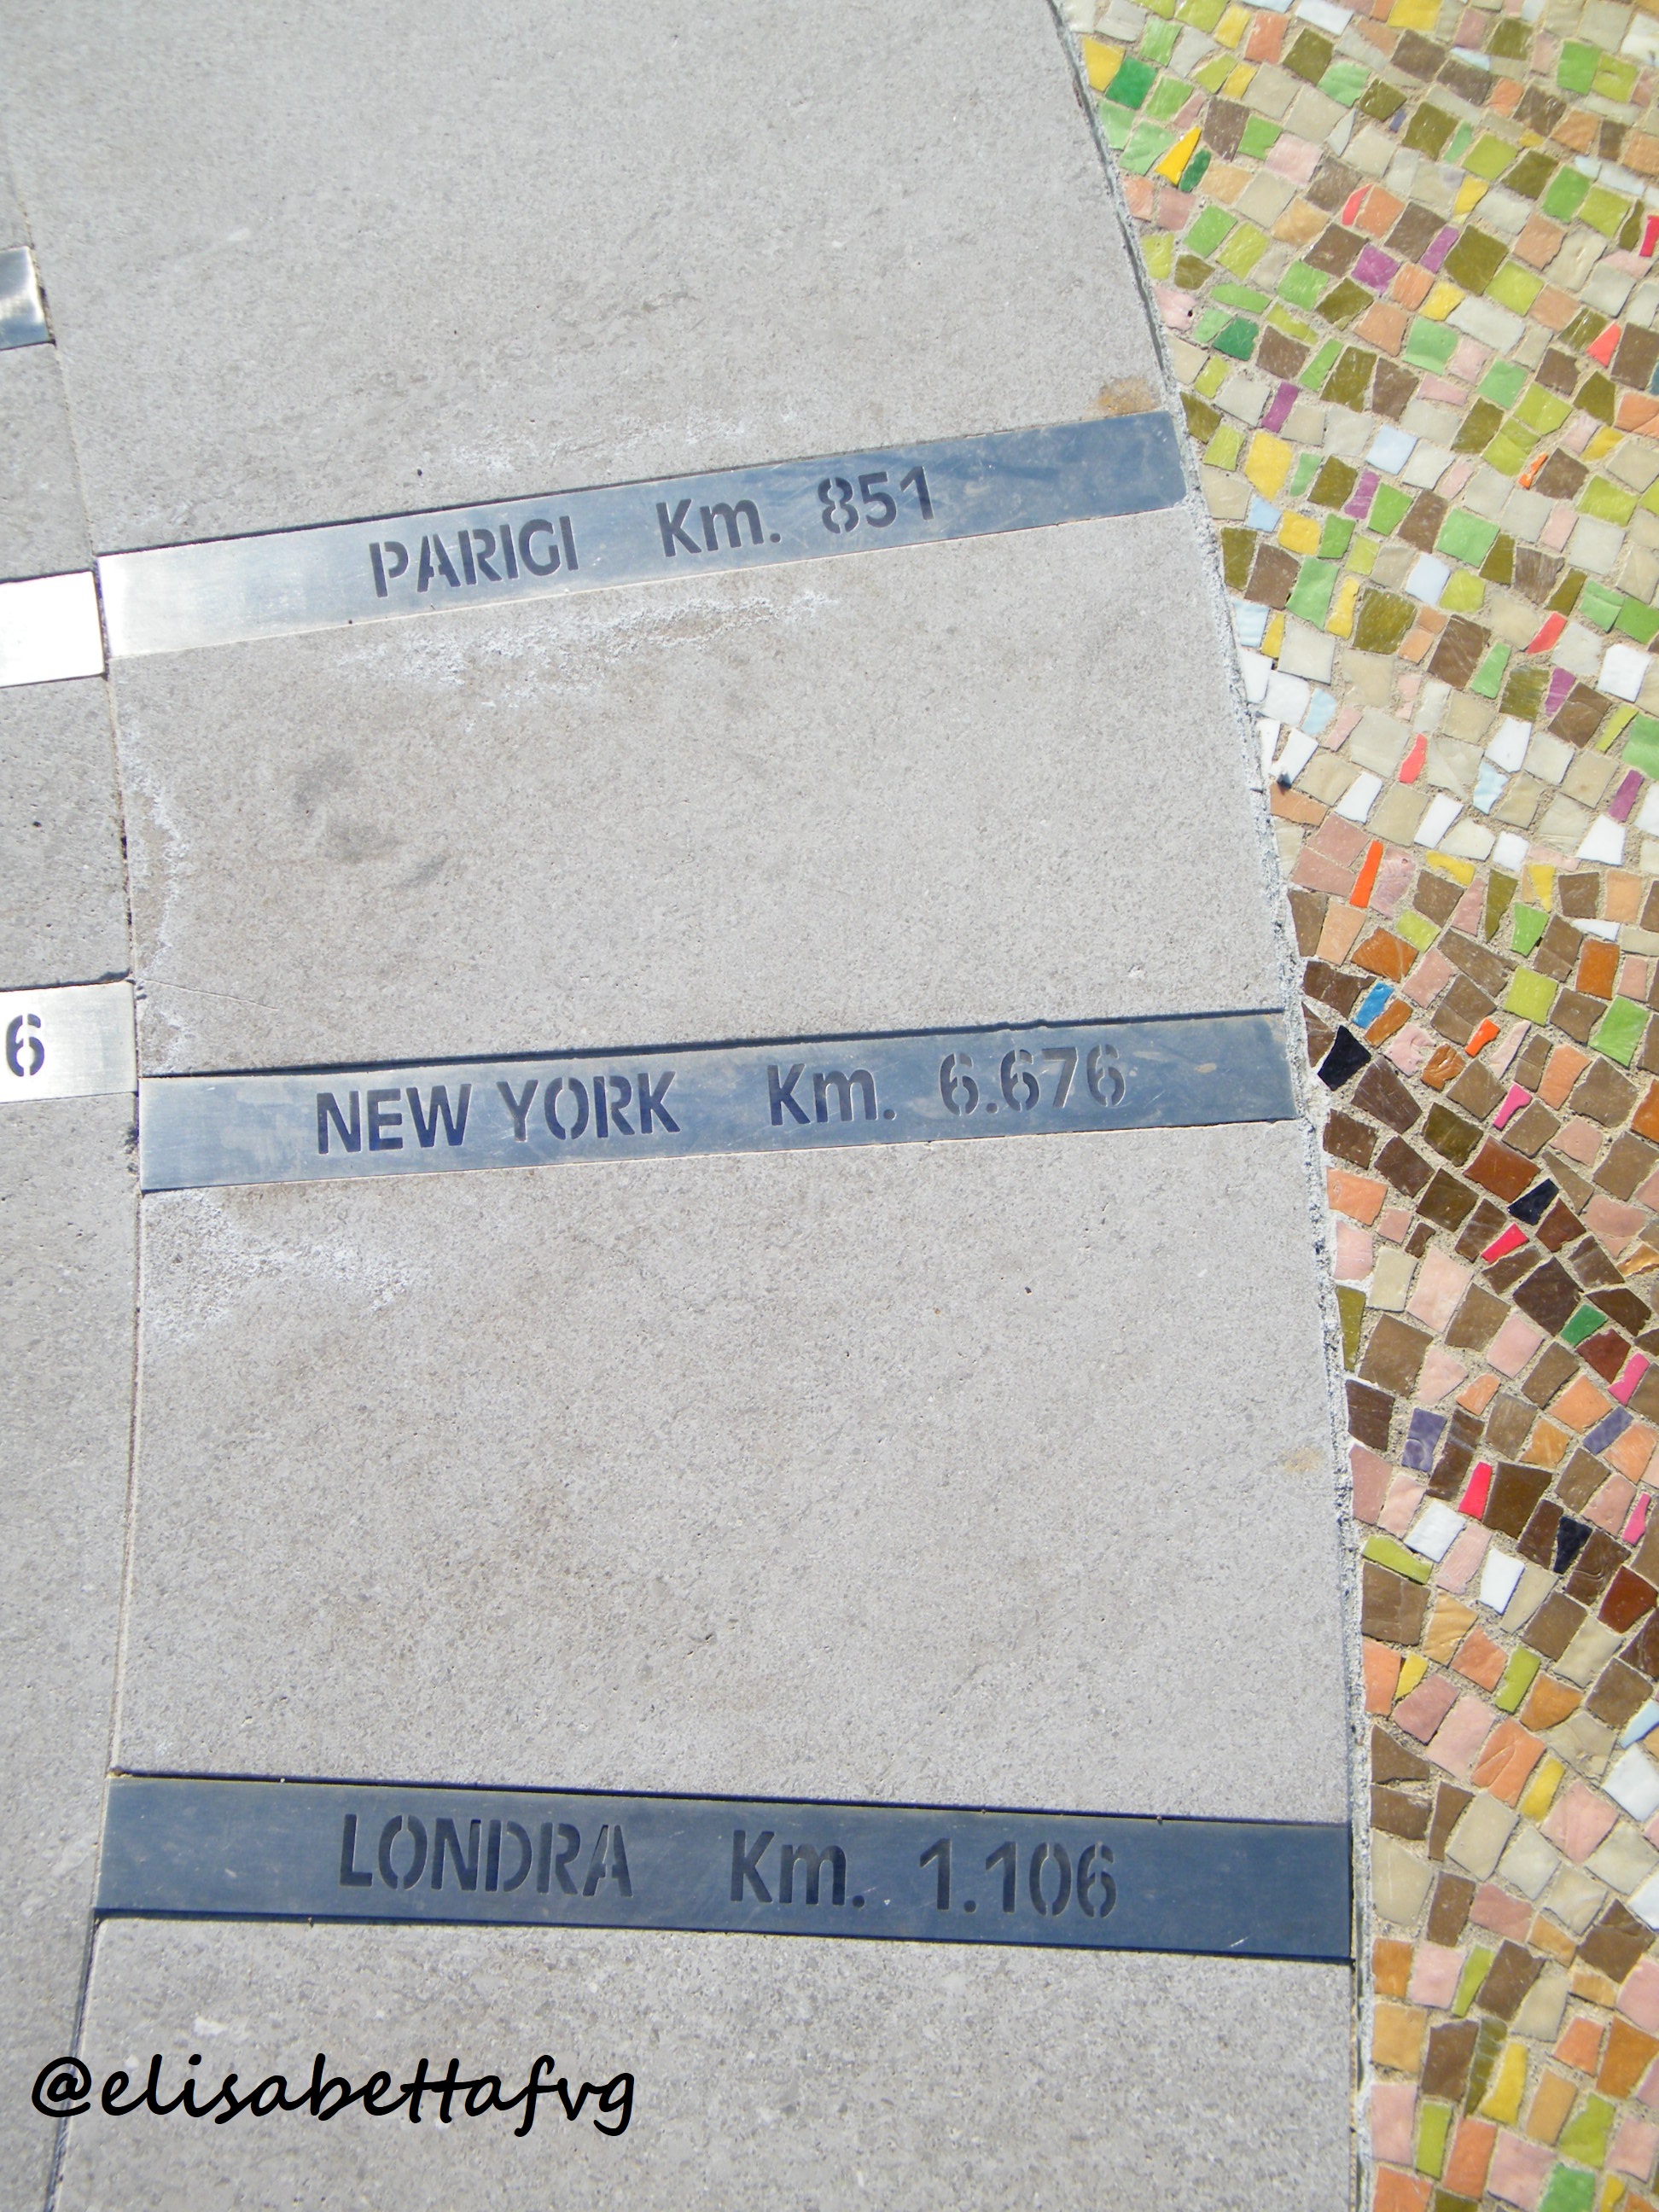 PARIGI Km. 851
6
NEW YORK Km. 6.676
LONDRA Km. 1.106
@elisabettafvg